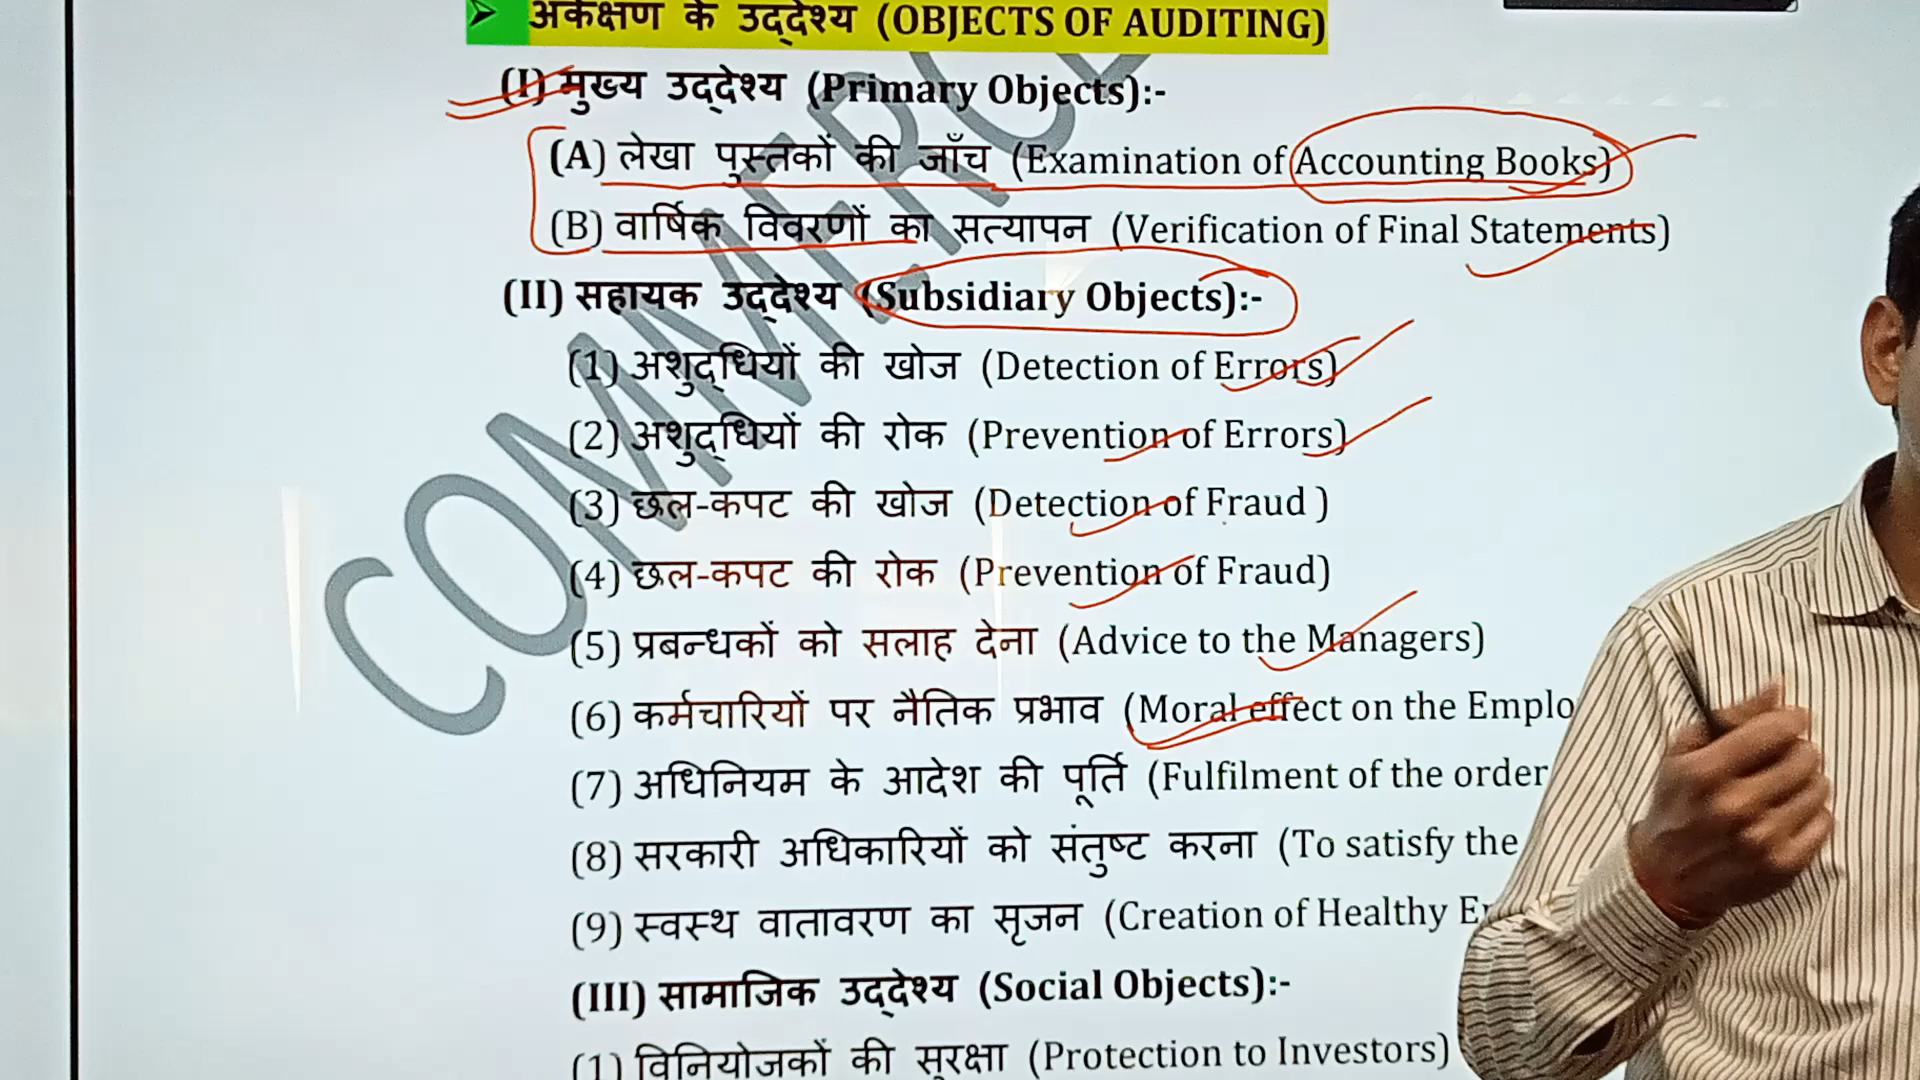 अंकेक्षण के उद्देश्य (OBJECTS OF AUDITING)
(I) मुख्य उद्देश्य (Primary Objects):-
(A) लेखा पुस्तकों की जाँच (Examination of Accounting Books)
(B) वार्षिक विवरणों का सत्यापन (Verification of Final Statements)
(II) सहायक उद्देश्य (Subsidiary Objects):-
(1) अशुद्धियों की खोज (Detection of Errors)
(2) अशुद्धियों की रोक (Prevention of Errors)
(3) छल-कपट की खोज (Detection of Fraud )
(4) छल-कपट की रोक (Prevention of Fraud)
(5) प्रबन्धकों को सलाह देना (Advice to the Managers)
(6) कर्मचारियों पर नैतिक प्रभाव (Moral effect on the
(7) अधिनियम के आदेश की पूर्ति (Fulfilment of the order
(8) सरकारी अधिकारियों को संतुष्ट करना (To satisfy the
(9) स्वस्थ वातावरण का सृजन (Creation of Healthy
(III) सामाजिक उद्देश्य (Social Objects):-
(1) विनियोजकों की सुरक्षा (Protection to Investors)